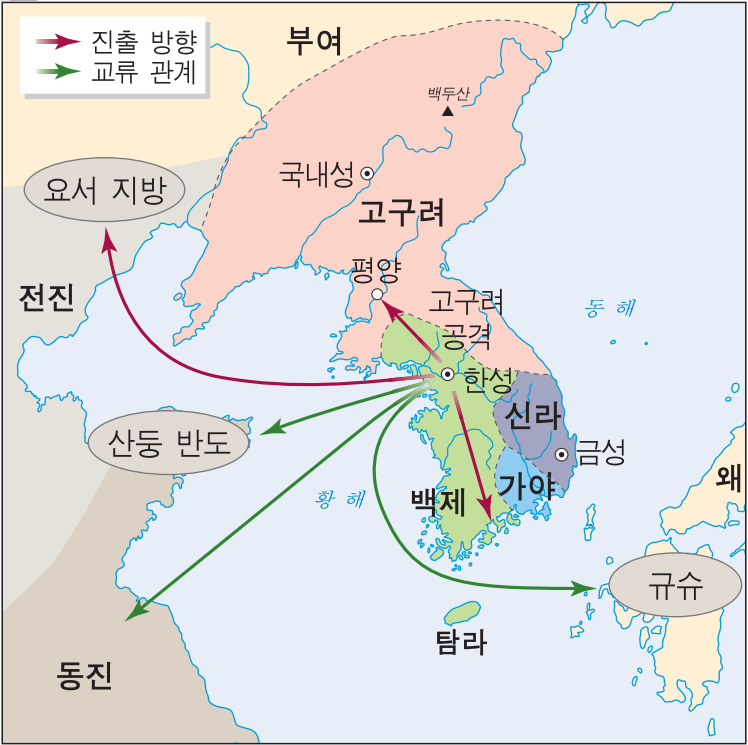 진출 방향
교류 관계
부여
백두산
요서 지방
국내성
고구려
전진
평양
고구려
공격
동 해
한성
신라
산둥 반도
금성
왜
가야
백제
황 해
규슈
탐라
동진